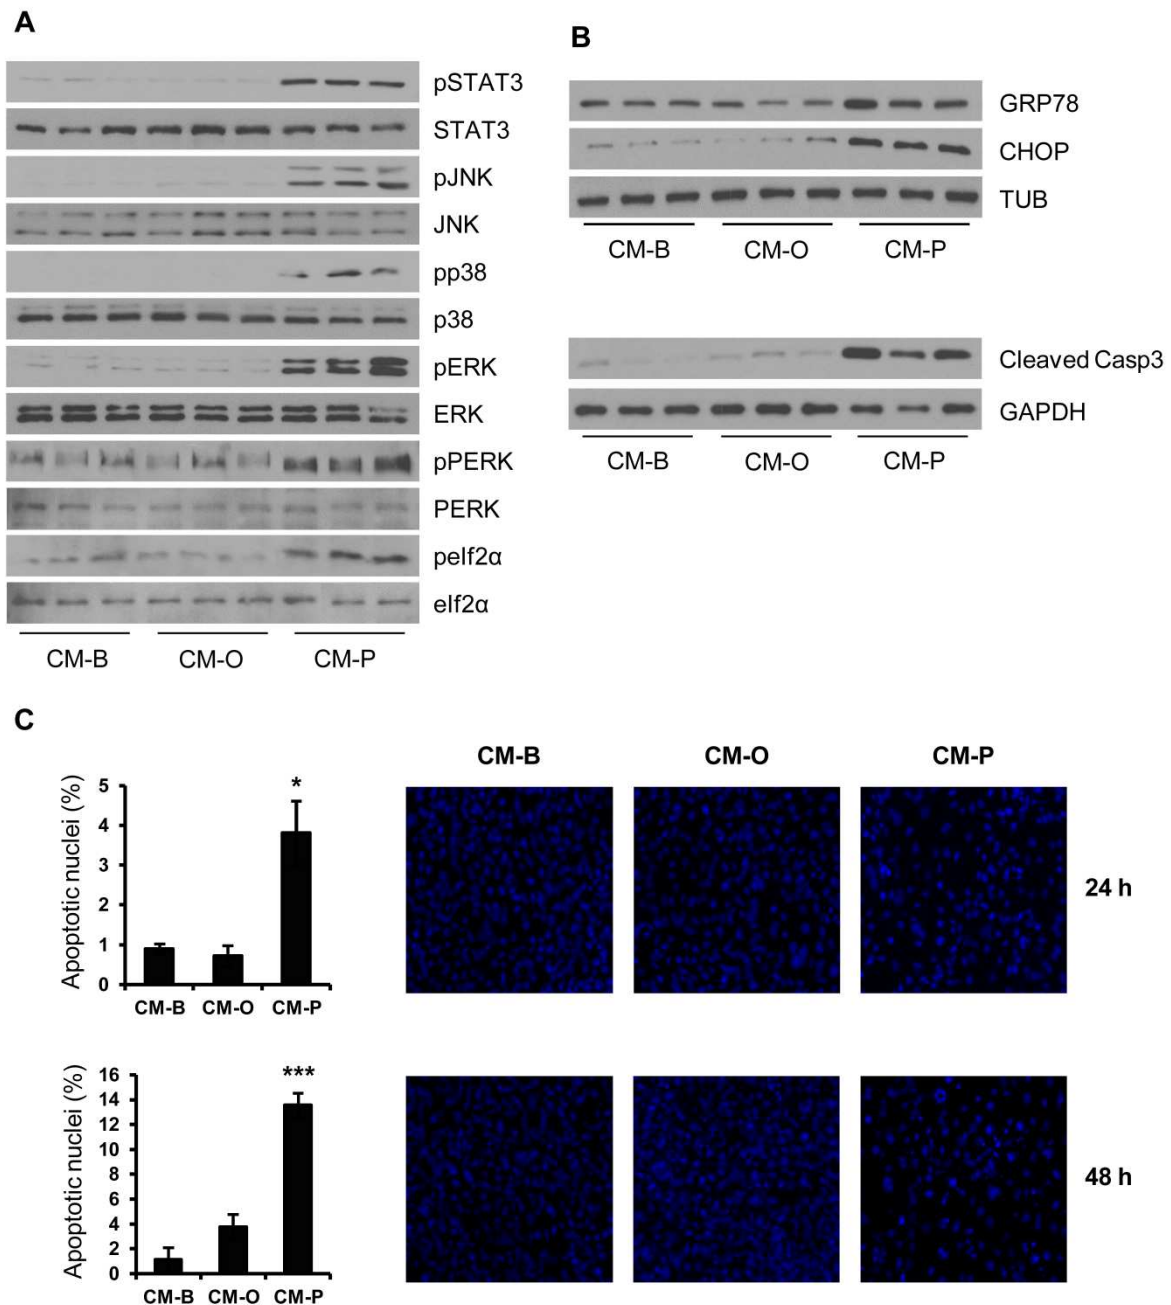 A
pSTAT3
STAT3
pJNK
JNK
pp38
p38
pERK
ERK
pPERK
PERK
peIf2α
eIf2α
CM-B CM-O CM-P
B
GRP78
CHOP
TUB
CM-B CM-O CM-P
Cleaved Casp3
GAPDH
CM-B CM-O CM-P
C
Apoptotic nuclei (%)
5
4
3
2
1
0
*
CM-B CM-O CM-P
CM-B CM-O CM-P
24 h
Apoptotic nuclei (%)
16
14
12
10
8
6
4
2
0
***
CM-B CM-O CM-P
48 h